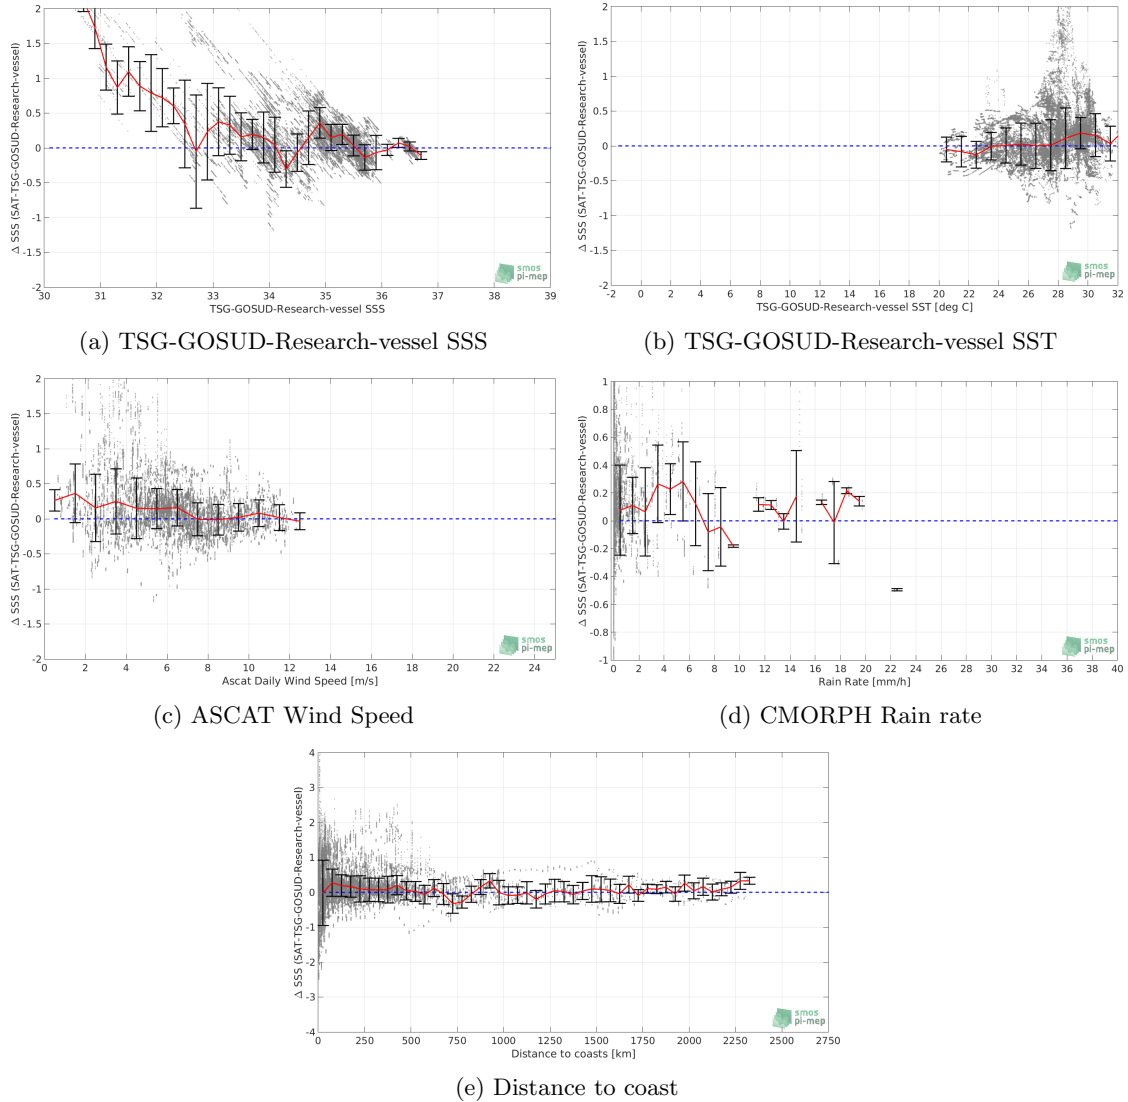 2
1.5
1
0.5
0
-0.5
-1
-1.5
-2
Δ SSS (SAT-TSG-GOSUD-Research-vessel)
30 31 32 33 34 35 36 37 38 39
TSG-GOSUD-Research-vessel SSS
smos
pi-mep
(a) TSG-GOSUD-Research-vessel SSS
2
1.5
1
0.5
0
-0.5
-1
-1.5
-2
Δ SSS (SAT-TSG-GOSUD-Research-vessel)
-2 0 2 4 6 8 10 12 14 16 18 20 22 24 26 28 30 32
TSG-GOSUD-Research-vessel SST [deg C]
smos
pi-mep
(b) TSG-GOSUD-Research-vessel SST
2
1.5
1
0.5
0
-0.5
-1
-1.5
-2
Δ SSS (SAT-TSG-GOSUD-Research-vessel)
0 2 4 6 8 10 12 14 16 18 20 22 24
Ascat Daily Wind Speed [m/s]
smos
pi-mep
(c) ASCAT Wind Speed
1
0.8
0.6
0.4
0.2
0
-0.2
-0.4
-0.6
-0.8
-1
Δ SSS (SAT-TSG-GOSUD-Research-vessel)
0 2 4 6 8 10 12 14 16 18 20 22 24 26 28 30 32 34 36 38 40
Rain Rate [mm/h]
smos
pi-mep
(d) CMORPH Rain rate
4
3
2
1
0
-1
-2
-3
-4
Δ SSS (SAT-TSG-GOSUD-Research-vessel)
0 250 500 750 1000 1250 1500 1750 2000 2250 2500 2750
Distance to coasts [km]
smos
pi-mep
(e) Distance to coast